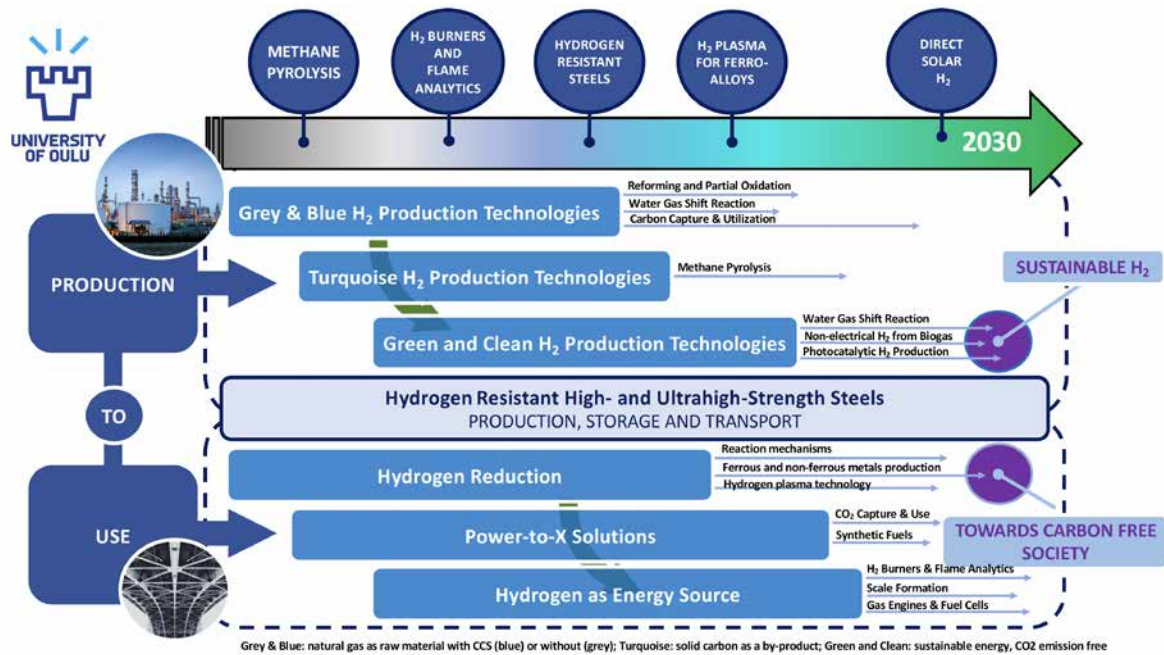 METHANE
PYROLYSIS
H₂ BURNERS
AND
FLAME
ANALYTICS
HYDROGEN
RESISTANT
STEELS
H₂ PLASMA
FOR FERRO-
ALLOYS
DIRECT
SOLAR
H₂
UNIVERSITY
OF OULU
2030
PRODUCTION
Grey & Blue H₂ Production Technologies
Reforming and Partial Oxidation
Water Gas Shift Reaction
Carbon Capture & Utilization
Turquoise H₂ Production Technologies
Methane Pyrolysis
SUSTAINABLE H₂
Green and Clean H₂ Production Technologies
Water Gas Shift Reaction
Non-electrical H₂ from Biogas
Photocatalytic H₂ Production
TO
Hydrogen Resistant High- and Ultrahigh-Strength Steels
PRODUCTION, STORAGE AND TRANSPORT
USE
Hydrogen Reduction
Reaction mechanisms
Ferrous and non-ferrous metals production
Hydrogen plasma technology
Power-to-X Solutions
CO₂ Capture & Use
Synthetic Fuels
TOWARDS CARBON FREE
SOCIETY
Hydrogen as Energy Source
H₂ Burners & Flame Analytics
Scale Formation
Gas Engines & Fuel Cells
Grey & Blue: natural gas as raw material with CCS (blue) or without (grey); Turquoise: solid carbon as a by-product; Green and Clean: sustainable energy, CO2 emission free